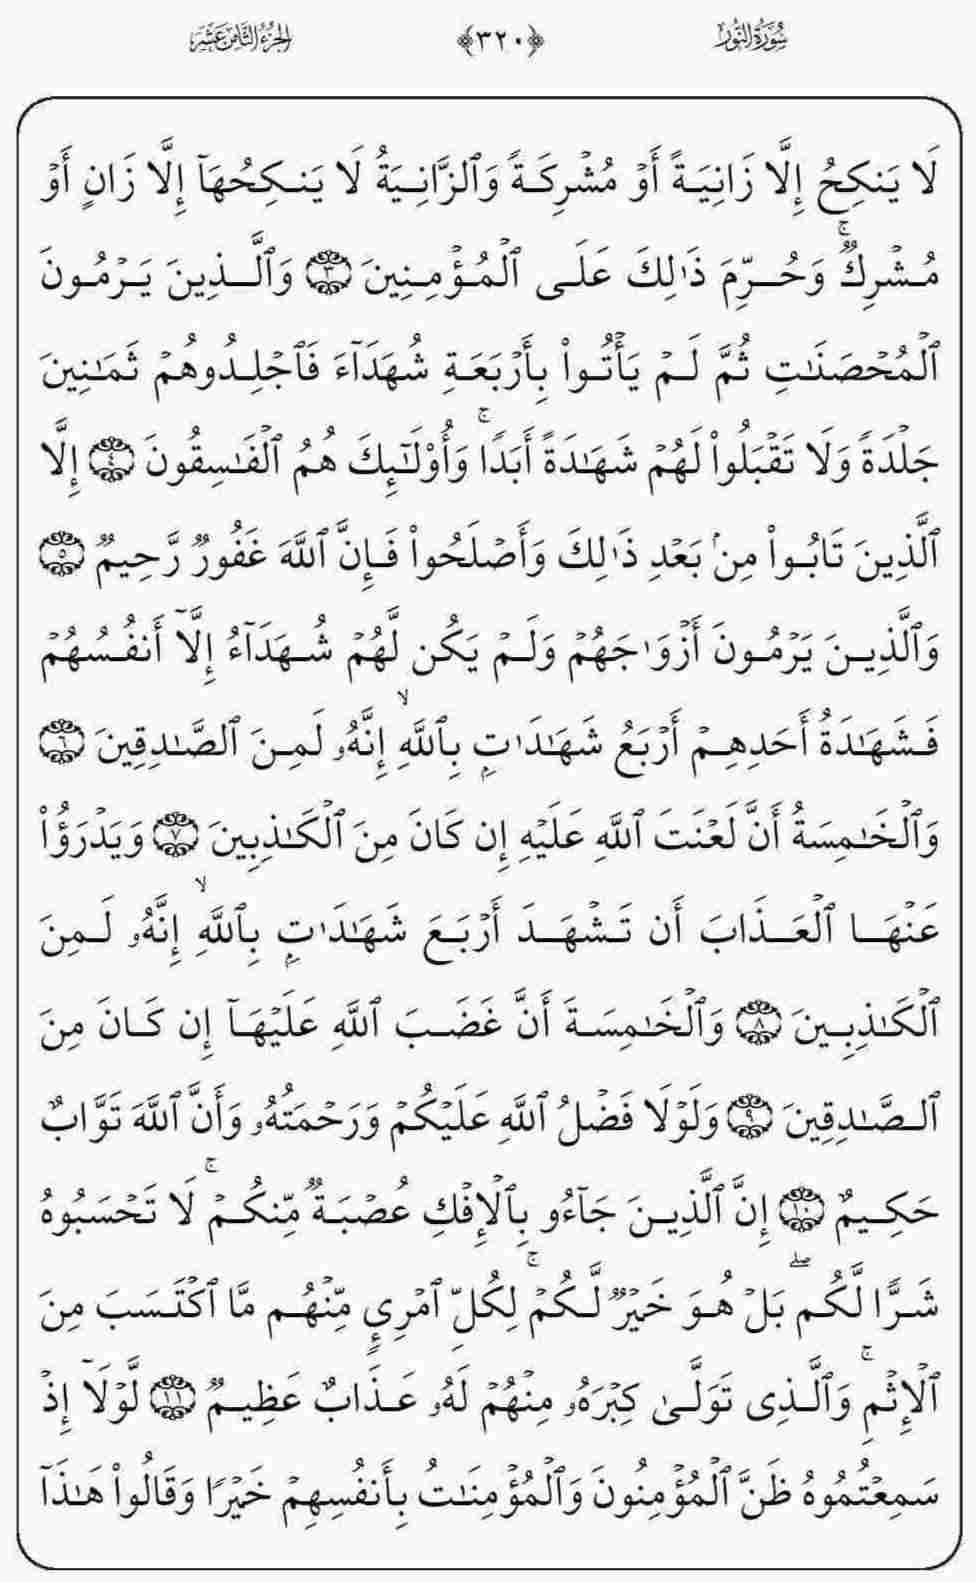 سُورَةُ النُّورِ ﴿٣٢٠﴾ الجُزْءُ الثَّامِنَ عَشَرَ
لَا يَنكِحُ إِلَّا زَانِيَةً أَوْ مُشْرِكَةً وَٱلزَّانِيَةُ لَا يَنكِحُهَآ إِلَّا زَانٍ أَوْ
مُشْرِكٌۚ وَحُرِّمَ ذَٰلِكَ عَلَى ٱلْمُؤْمِنِينَ ٣ وَٱلَّذِينَ يَرْمُونَ
ٱلْمُحْصَنَٰتِ ثُمَّ لَمْ يَأْتُوا۟ بِأَرْبَعَةِ شُهَدَآءَ فَٱجْلِدُوهُمْ ثَمَٰنِينَ
جَلْدَةً وَلَا تَقْبَلُوا۟ لَهُمْ شَهَٰدَةً أَبَدًاۚ وَأُو۟لَٰٓئِكَ هُمُ ٱلْفَٰسِقُونَ ٤ إِلَّا
ٱلَّذِينَ تَابُوا۟ مِنۢ بَعْدِ ذَٰلِكَ وَأَصْلَحُوا۟ فَإِنَّ ٱللَّهَ غَفُورٌ رَّحِيمٌ ٥
وَٱلَّذِينَ يَرْمُونَ أَزْوَٰجَهُمْ وَلَمْ يَكُن لَّهُمْ شُهَدَآءُ إِلَّآ أَنفُسُهُمْ
فَشَهَٰدَةُ أَحَدِهِمْ أَرْبَعُ شَهَٰدَٰتٍۭ بِٱللَّهِۙ إِنَّهُۥ لَمِنَ ٱلصَّٰدِقِينَ ٦
وَٱلْخَٰمِسَةُ أَنَّ لَعْنَتَ ٱللَّهِ عَلَيْهِ إِن كَانَ مِنَ ٱلْكَٰذِبِينَ ٧ وَيَدْرَؤُا۟
عَنْهَا ٱلْعَذَابَ أَن تَشْهَدَ أَرْبَعَ شَهَٰدَٰتٍۭ بِٱللَّهِۙ إِنَّهُۥ لَمِنَ
ٱلْكَٰذِبِينَ ٨ وَٱلْخَٰمِسَةَ أَنَّ غَضَبَ ٱللَّهِ عَلَيْهَآ إِن كَانَ مِنَ
ٱلصَّٰدِقِينَ ٩ وَلَوْلَا فَضْلُ ٱللَّهِ عَلَيْكُمْ وَرَحْمَتُهُۥ وَأَنَّ ٱللَّهَ تَوَّابٌ
حَكِيمٌ ١٠ إِنَّ ٱلَّذِينَ جَآءُو بِٱلْإِفْكِ عُصْبَةٌ مِّنكُمْۚ لَا تَحْسَبُوهُ
شَرًّا لَّكُمۖ بَلْ هُوَ خَيْرٌ لَّكُمْۚ لِكُلِّ ٱمْرِئٍ مِّنْهُم مَّا ٱكْتَسَبَ مِنَ
ٱلْإِثْمِۚ وَٱلَّذِى تَوَلَّىٰ كِبْرَهُۥ مِنْهُمْ لَهُۥ عَذَابٌ عَظِيمٌ ١١ لَّوْلَآ إِذْ
سَمِعْتُمُوهُ ظَنَّ ٱلْمُؤْمِنُونَ وَٱلْمُؤْمِنَٰتُ بِأَنفُسِهِمْ خَيْرًا وَقَالُوا۟ هَٰذَآ